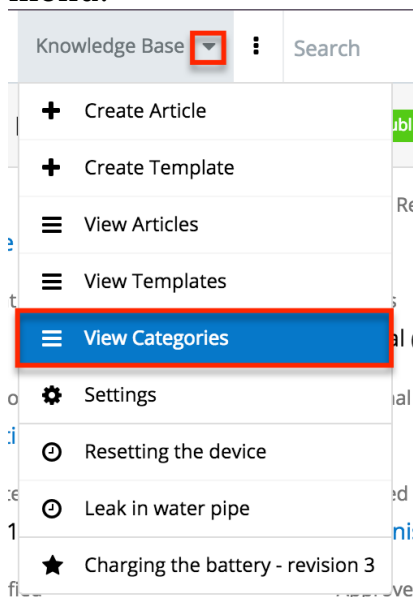 menu.
Knowledge Base
Search
Create Article
Create Template
View Articles
View Templates
View Categories
Settings
Resetting the device
Leak in water pipe
Charging the battery - revision 3